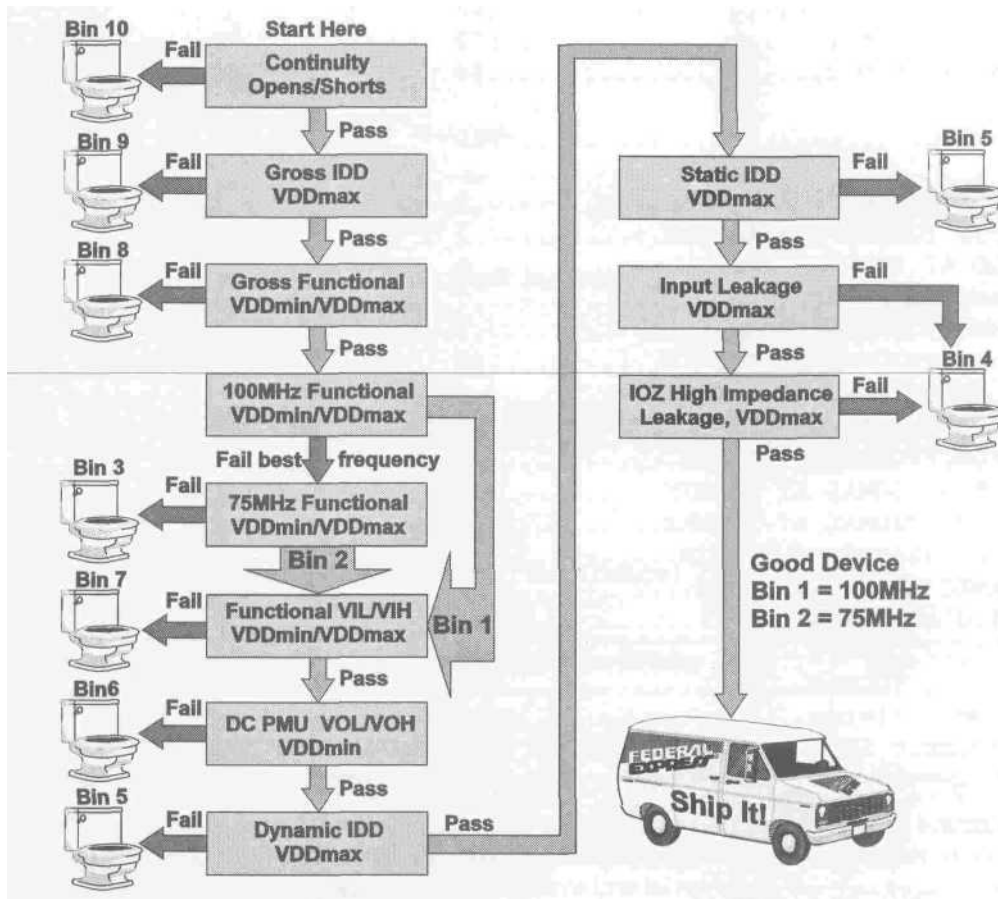 Bin 10
Start Here
Fail
Continuity
Opens/Shorts
Pass
Bin 9
Fail
Gross IDD
VDDmax
Pass
Bin 8
Fail
Gross Functional
VDDmin/VDDmax
Pass
100MHz Functional
VDDmin/VDDmax
Fail best frequency
Bin 3
Fail
75MHz Functional
VDDmin/VDDmax
Bin 2
Bin 7
Fail
Functional VIL/VIH
VDDmin/VDDmax
Bin 1
Pass
Bin6
Fail
DC PMU VOL/VOH
VDDmin
Pass
Bin 5
Fail
Dynamic IDD
VDDmax
Pass
Static IDD
VDDmax
Fail
Bin 5
Pass
Input Leakage
VDDmax
Fail
Pass
Bin 4
IOZ High Impedance
Leakage, VDDmax
Fail
Pass
Good Device
Bin 1 = 100MHz
Bin 2 = 75MHz
FEDERAL
EXPRESS
Ship It!